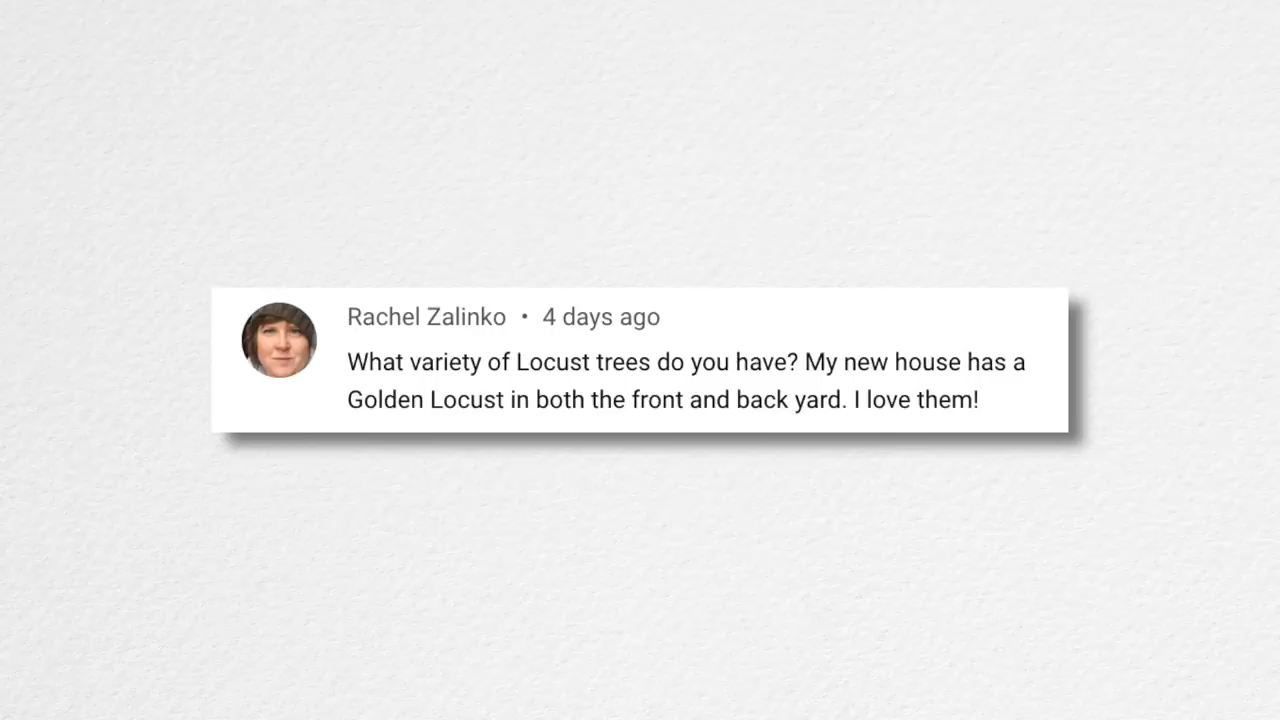 Rachel Zalinko • 4 days ago
What variety of Locust trees do you have? My new house has a
Golden Locust in both the front and back yard. I love them!